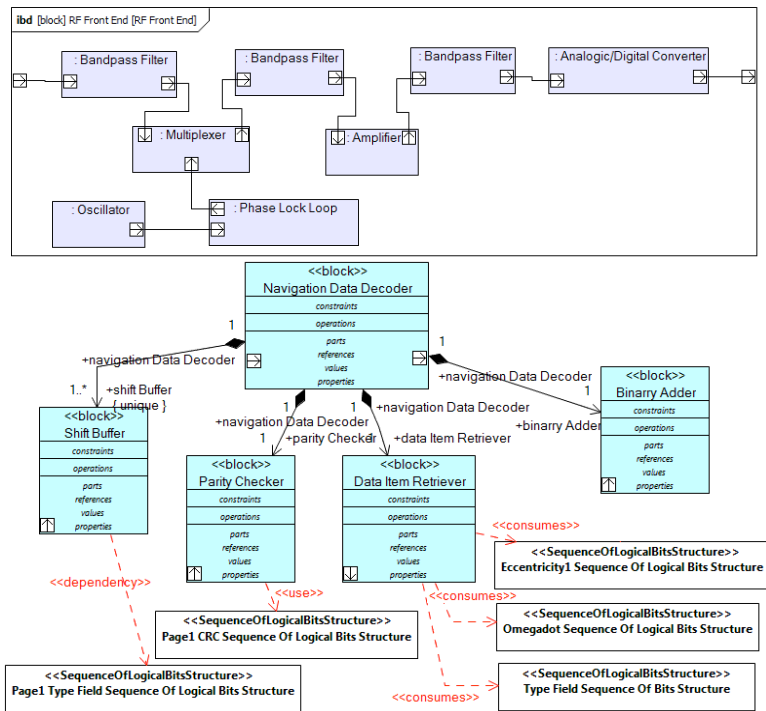 ibd [block] RF Front End [RF Front End]
: Bandpass Filter
: Bandpass Filter
: Bandpass Filter
: Analogic/Digital Converter
: Multiplexer
: Amplifier
: Oscillator
: Phase Lock Loop
<<block>>
Navigation Data Decoder
constraints
operations
parts
references
values
properties
1
+navigation Data Decoder
1..*
+shift Buffer
{ unique }
1
+navigation Data Decoder
1
+binarry Adder
1
+navigation Data Decoder
1
+parity Checker
1
+navigation Data Decoder
1
+data Item Retriever
<<block>>
Shift Buffer
constraints
operations
parts
references
values
properties
<<block>>
Parity Checker
constraints
operations
parts
references
values
properties
<<block>>
Data Item Retriever
constraints
operations
parts
references
values
properties
<<block>>
Binarry Adder
constraints
operations
parts
references
values
properties
<<consumes>>
<<SequenceOfLogicalBitsStructure>>
Eccentricity1 Sequence Of Logical Bits Structure
<<dependency>>
<<use>>
<<consumes>>
<<SequenceOfLogicalBitsStructure>>
Page1 CRC Sequence Of Logical Bits Structure
<<SequenceOfLogicalBitsStructure>>
Omegadot Sequence Of Logical Bits Structure
<<SequenceOfLogicalBitsStructure>>
Page1 Type Field Sequence Of Logical Bits Structure
<<consumes>>
<<SequenceOfLogicalBitsStructure>>
Type Field Sequence Of Bits Structure